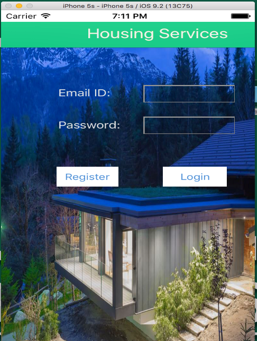 iPhone 5s - iPhone 5s / iOS 9.2 (13C75)
Carrier 7:11 PM
Housing Services
Email ID:
Password:
Register Login